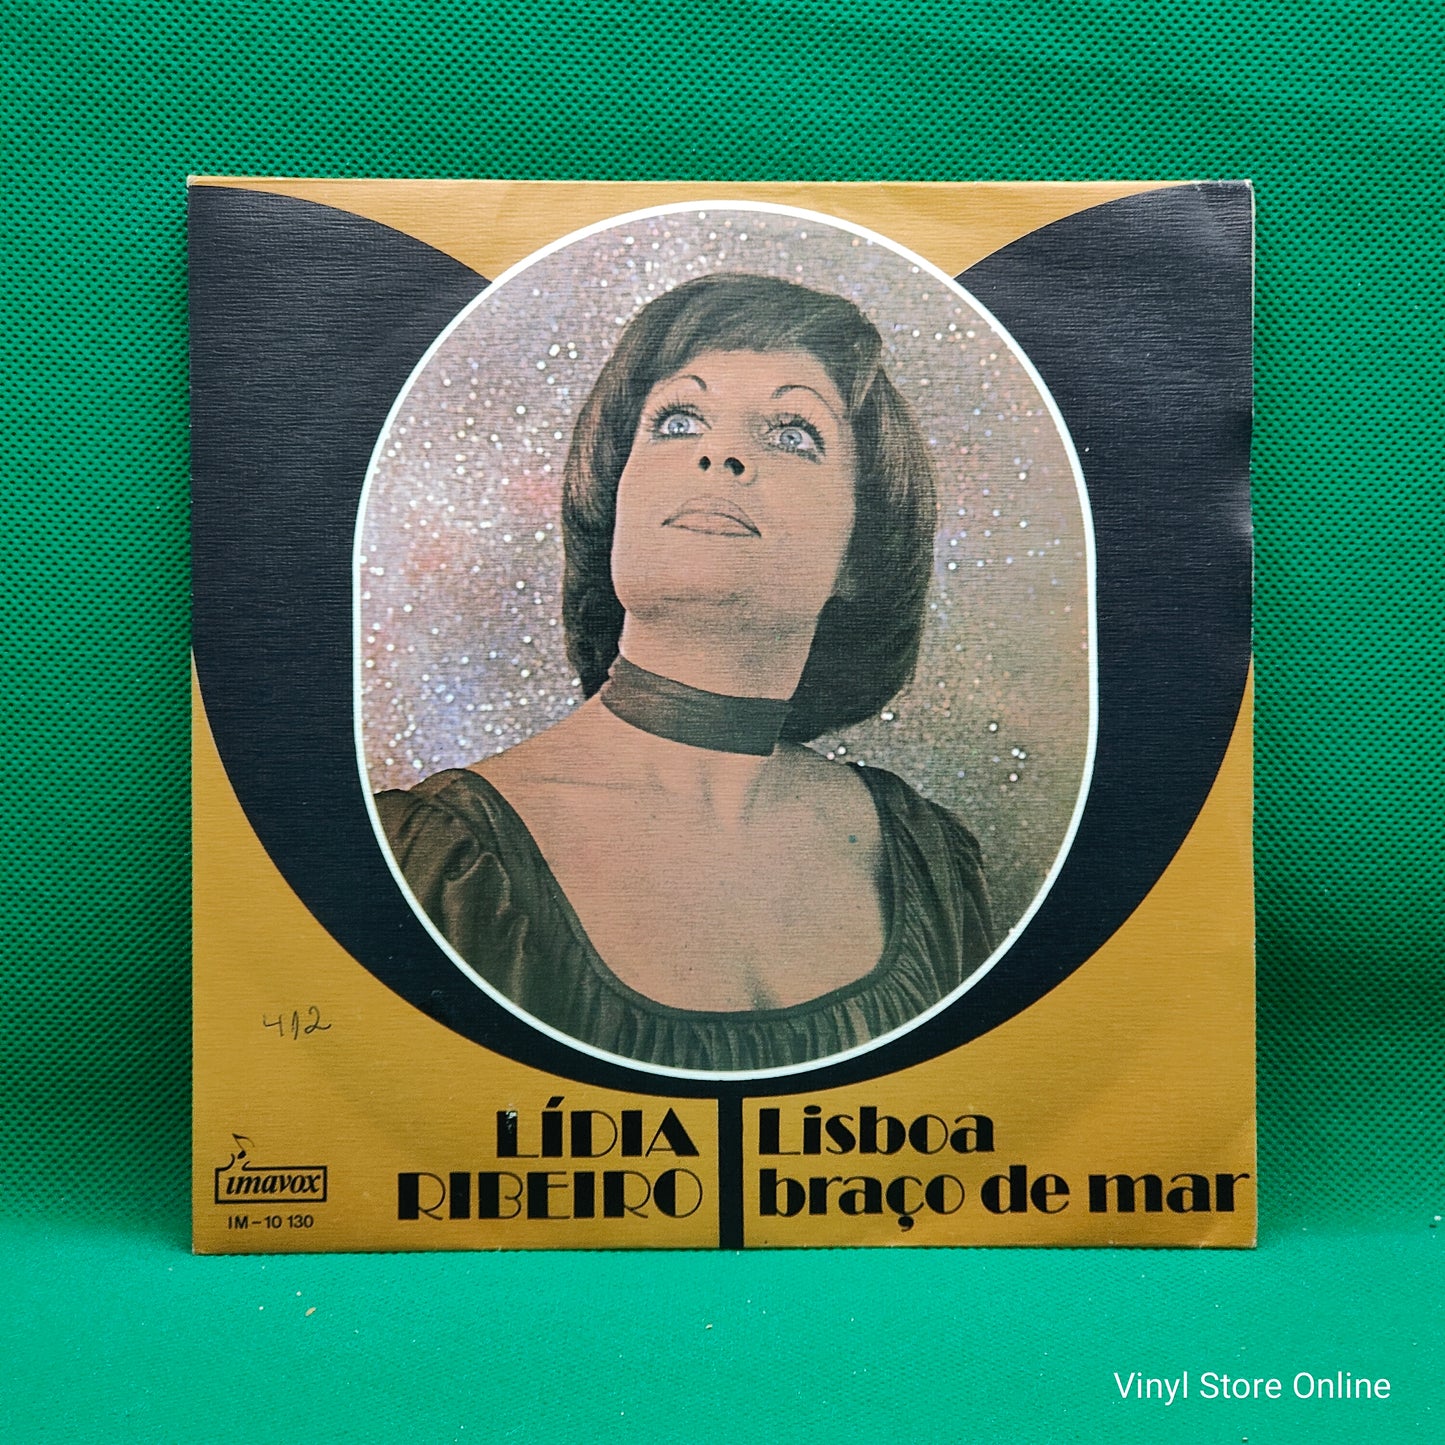 412
LÍDIA
RIBEIRO
Lisboa
braço de mar
imavox
IM-10 130
Vinyl Store Online